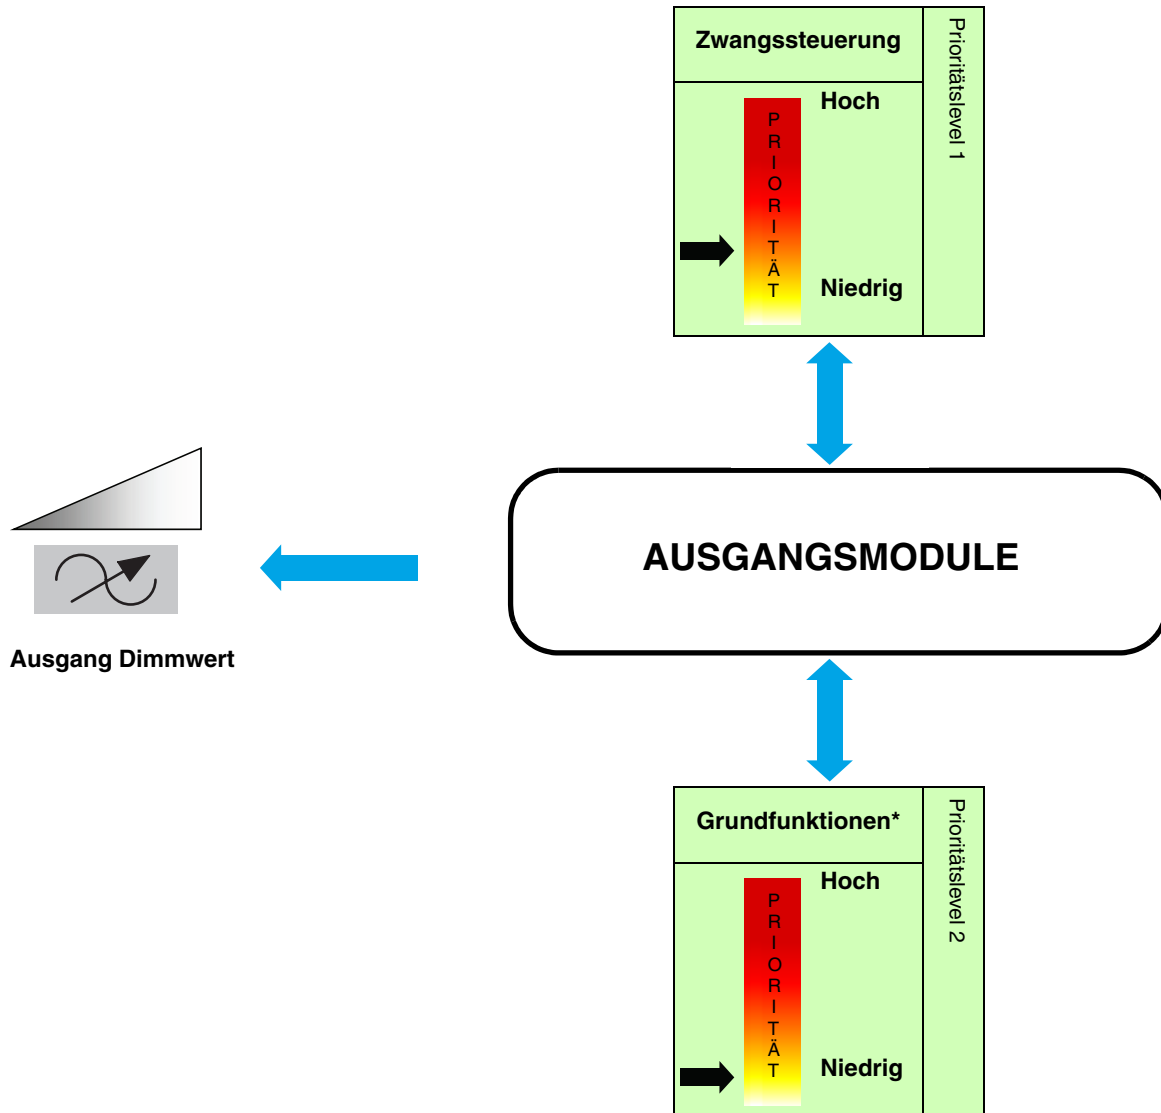 Zwangssteuerung
Prioritätslevel 1
Hoch
PRIORITÄT
Niedrig
AUSGANGSMODULE
Ausgang Dimmwert
Grundfunktionen*
Prioritätslevel 2
Hoch
PRIORITÄT
Niedrig